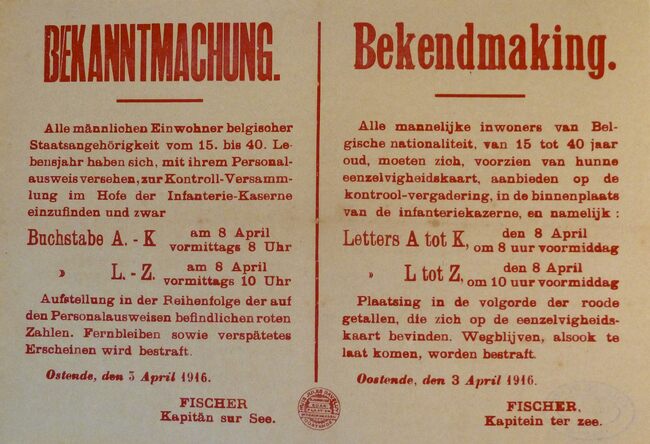 BEKANNTMACHUNG.
Alle männlichen Einwohner belgischer
Staatsangehörigkeit vom 15. bis 40. Le-
bensjahr haben sich, mit ihrem Personal-
ausweis versehen, zur Kontroll-Versamm-
lung im Hofe der Infanterie-Kaserne
einzufinden und zwar
Buchstabe A. - K am 8 April
vormittags 8 Uhr
» L. - Z. am 8 April
vormittags 10 Uhr
Aufstellung in der Reihenfolge der auf
den Personalausweisen befindlichen roten
Zahlen. Fernbleiben sowie verspätetes
Erscheinen wird bestraft.
Ostende, den 3 April 1916.
FISCHER
Kapitän sur See.
Bekendmaking.
Alle mannelijke inwoners van Bel-
gische nationaliteit, van 15 tot 40 jaar
oud, moeten zich, voorzien van hunne
eenzelvigheidskaart, aanbieden op de
kontrool-vergadering, in de binnenplaats
van de infanteriekazerne, en namelijk :
Letters A tot K, den 8 April
om 8 uur voormiddag
» L tot Z, den 8 April
om 10 uur voormiddag
Plaatsing in de volgorde der roode
getallen, die zich op de eenzelvigheids-
kaart bevinden. Wegblijven, alsook te
laat komen, worden bestraft.
Oostende, den 3 April 1916.
FISCHER,
Kapitein ter zee.